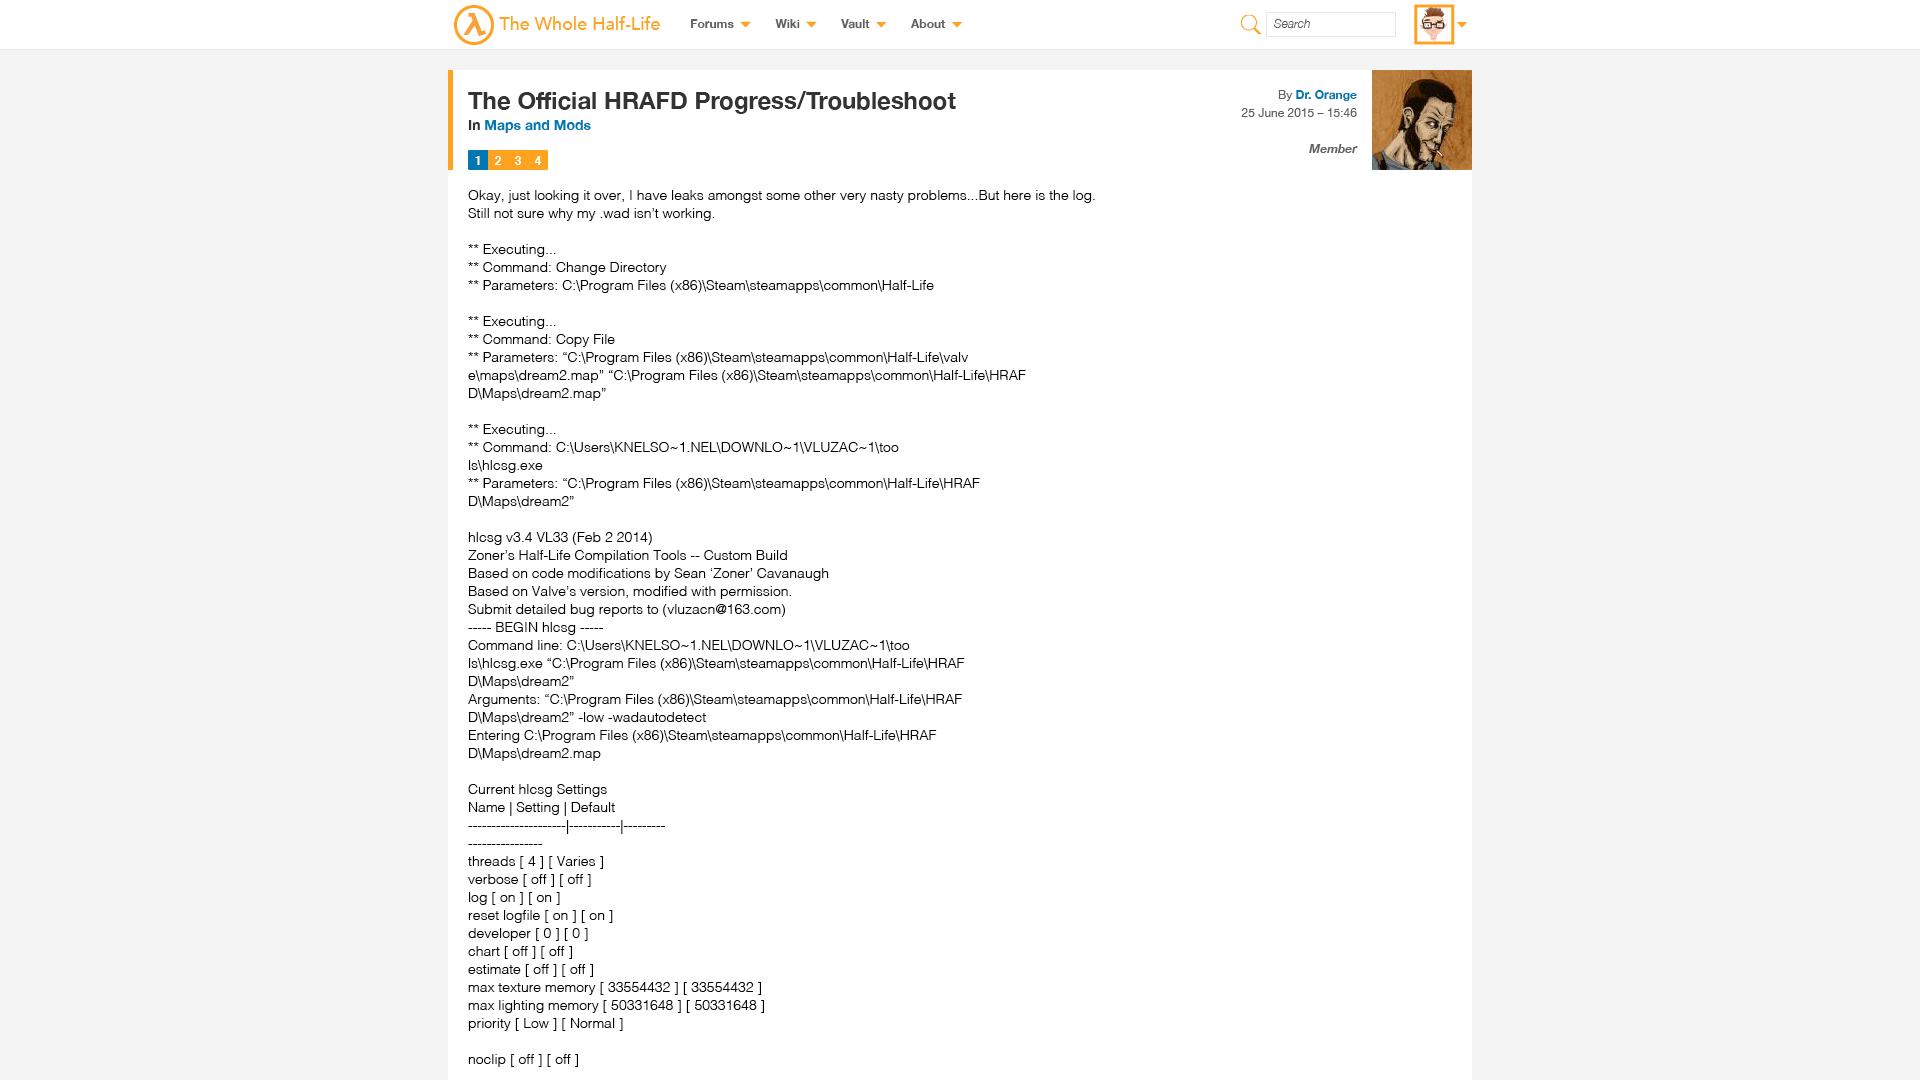 The Whole Half-Life
Forums
Wiki
Vault
About
Search
The Official HRAFD Progress/Troubleshoot
In Maps and Mods
By Dr. Orange
25 June 2015 – 15:46
Member
1 2 3 4
Okay, just looking it over, I have leaks amongst some other very nasty problems...But here is the log.
Still not sure why my .wad isn’t working.
** Executing...
** Command: Change Directory
** Parameters: C:\Program Files (x86)\Steam\steamapps\common\Half-Life
** Executing...
** Command: Copy File
** Parameters: “C:\Program Files (x86)\Steam\steamapps\common\Half-Life\valv
e\maps\dream2.map” “C:\Program Files (x86)\Steam\steamapps\common\Half-Life\HRAF
D\Maps\dream2.map”
** Executing...
** Command: C:\Users\KNELSO~1.NEL\DOWNLO~1\VLUZAC~1\too
ls\hlcsg.exe
** Parameters: “C:\Program Files (x86)\Steam\steamapps\common\Half-Life\HRAF
D\Maps\dream2”
hlcsg v3.4 VL33 (Feb 2 2014)
Zoner’s Half-Life Compilation Tools -- Custom Build
Based on code modifications by Sean ‘Zoner’ Cavanaugh
Based on Valve’s version, modified with permission.
Submit detailed bug reports to (vluzacn@163.com)
----- BEGIN hlcsg -----
Command line: C:\Users\KNELSO~1.NEL\DOWNLO~1\VLUZAC~1\too
ls\hlcsg.exe “C:\Program Files (x86)\Steam\steamapps\common\Half-Life\HRAF
D\Maps\dream2”
Arguments: “C:\Program Files (x86)\Steam\steamapps\common\Half-Life\HRAF
D\Maps\dream2” -low -wadautodetect
Entering C:\Program Files (x86)\Steam\steamapps\common\Half-Life\HRAF
D\Maps\dream2.map
Current hlcsg Settings
Name | Setting | Default
---------------------|-----------|---------
----------------
threads [ 4 ] [ Varies ]
verbose [ off ] [ off ]
log [ on ] [ on ]
reset logfile [ on ] [ on ]
developer [ 0 ] [ 0 ]
chart [ off ] [ off ]
estimate [ off ] [ off ]
max texture memory [ 33554432 ] [ 33554432 ]
max lighting memory [ 50331648 ] [ 50331648 ]
priority [ Low ] [ Normal ]
noclip [ off ] [ off ]